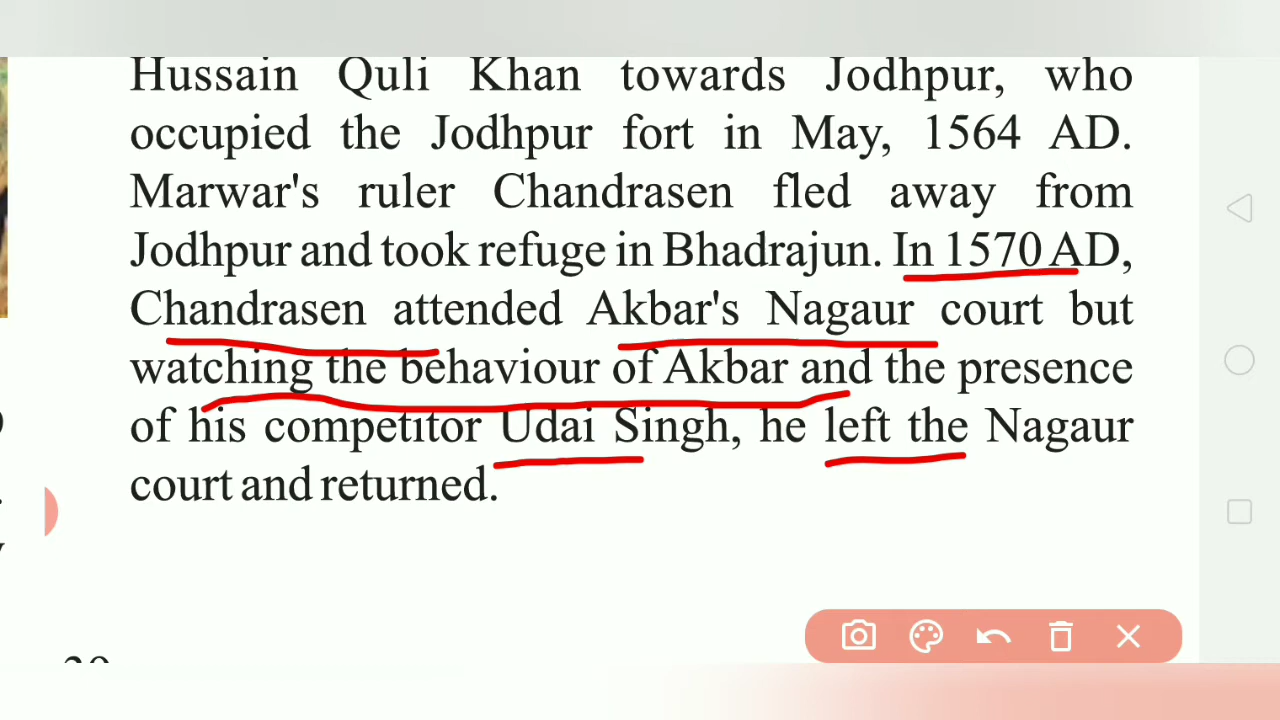 Hussain Quli Khan towards Jodhpur, who
occupied the Jodhpur fort in May, 1564 AD.
Marwar's ruler Chandrasen fled away from
Jodhpur and took refuge in Bhadrajun. In 1570 AD,
Chandrasen attended Akbar's Nagaur court but
watching the behaviour of Akbar and the presence
of his competitor Udai Singh, he left the Nagaur
court and returned.